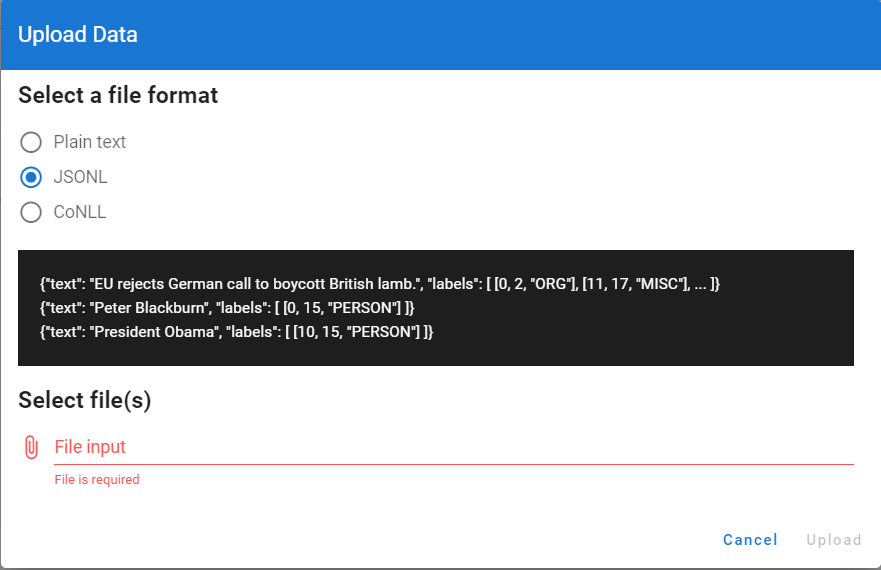 Upload Data
Select a file format
Plain text
JSONL
CoNLL
{"text": "EU rejects German call to boycott British lamb.", "labels": [ [0, 2, "ORG"], [11, 17, "MISC"], ... ]}
{"text": "Peter Blackburn", "labels": [ [0, 15, "PERSON"] ]}
{"text": "President Obama", "labels": [ [10, 15, "PERSON"] ]}
Select file(s)
File input
File is required
Cancel Upload